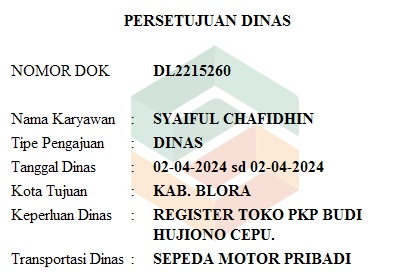 PERSETUJUAN DINAS
NOMOR DOK DL2215260
Nama Karyawan : SYAIFUL CHAFIDHIN
Tipe Pengajuan : DINAS
Tanggal Dinas : 02-04-2024 sd 02-04-2024
Kota Tujuan : KAB. BLORA
Keperluan Dinas : REGISTER TOKO PKP BUDI
HUJIONO CEPU.
Transportasi Dinas : SEPEDA MOTOR PRIBADI